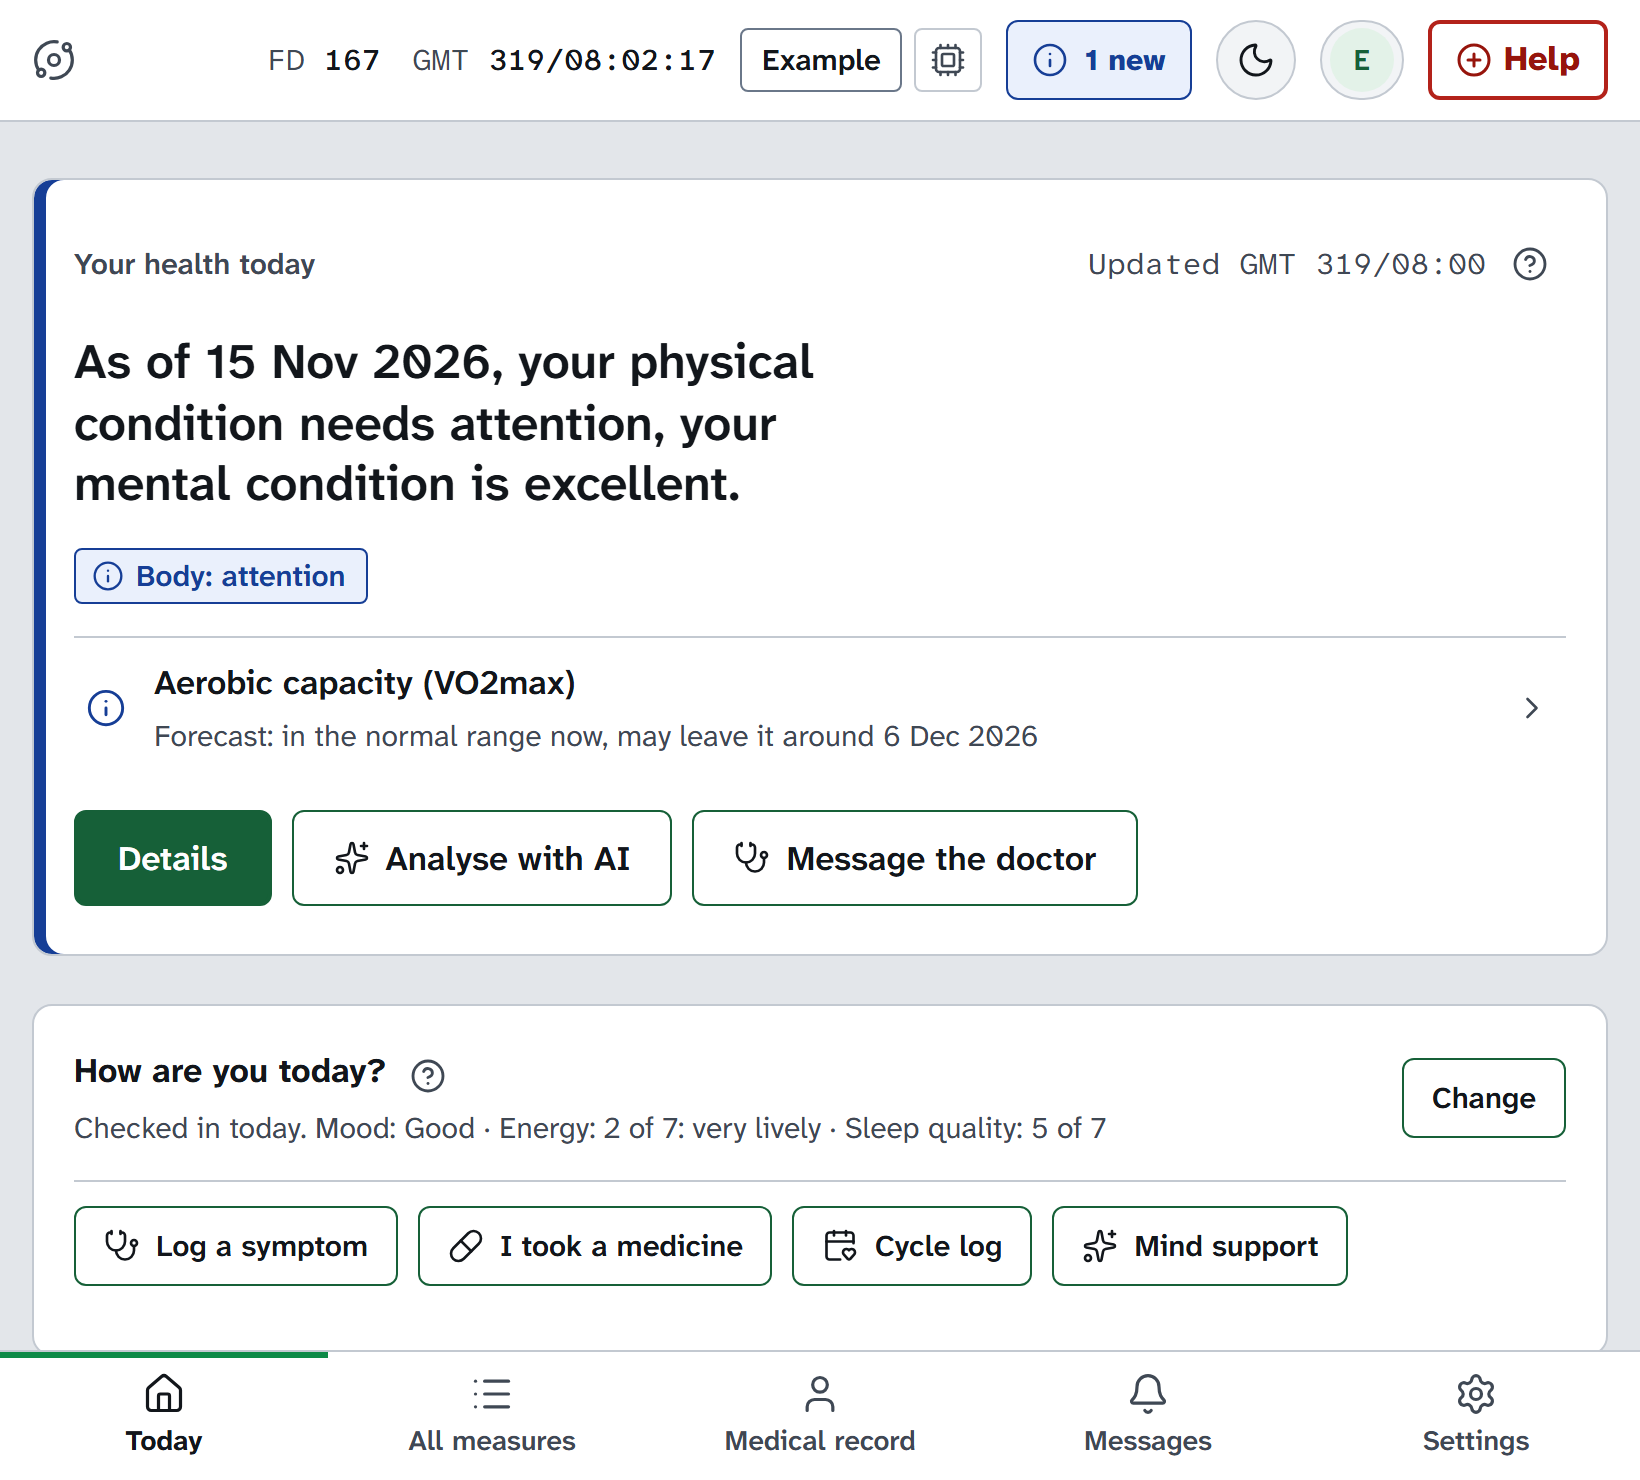 FD 167 GMT 319/08:02:17 Example 1 new E Help
Your health today Updated GMT 319/08:00
As of 15 Nov 2026, your physical
condition needs attention, your
mental condition is excellent.
Body: attention
Aerobic capacity (VO2max)
Forecast: in the normal range now, may leave it around 6 Dec 2026
Details Analyse with AI Message the doctor
How are you today?
Change
Checked in today. Mood: Good · Energy: 2 of 7: very lively · Sleep quality: 5 of 7
Log a symptom I took a medicine Cycle log Mind support
Today All measures Medical record Messages Settings